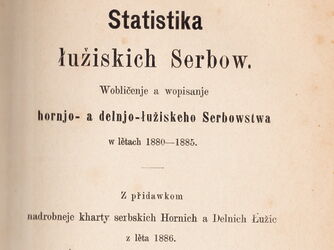 Statistika
łužiskich Serbow.
Wobličenje a wopisanje
hornjo- a delnjo-łužiskeho Serbowstwa
w lětach 1880—1885.
Z přidawkom
nadrobneje kharty serbskich Hornich a Delnich Łužic
z lěta 1886.